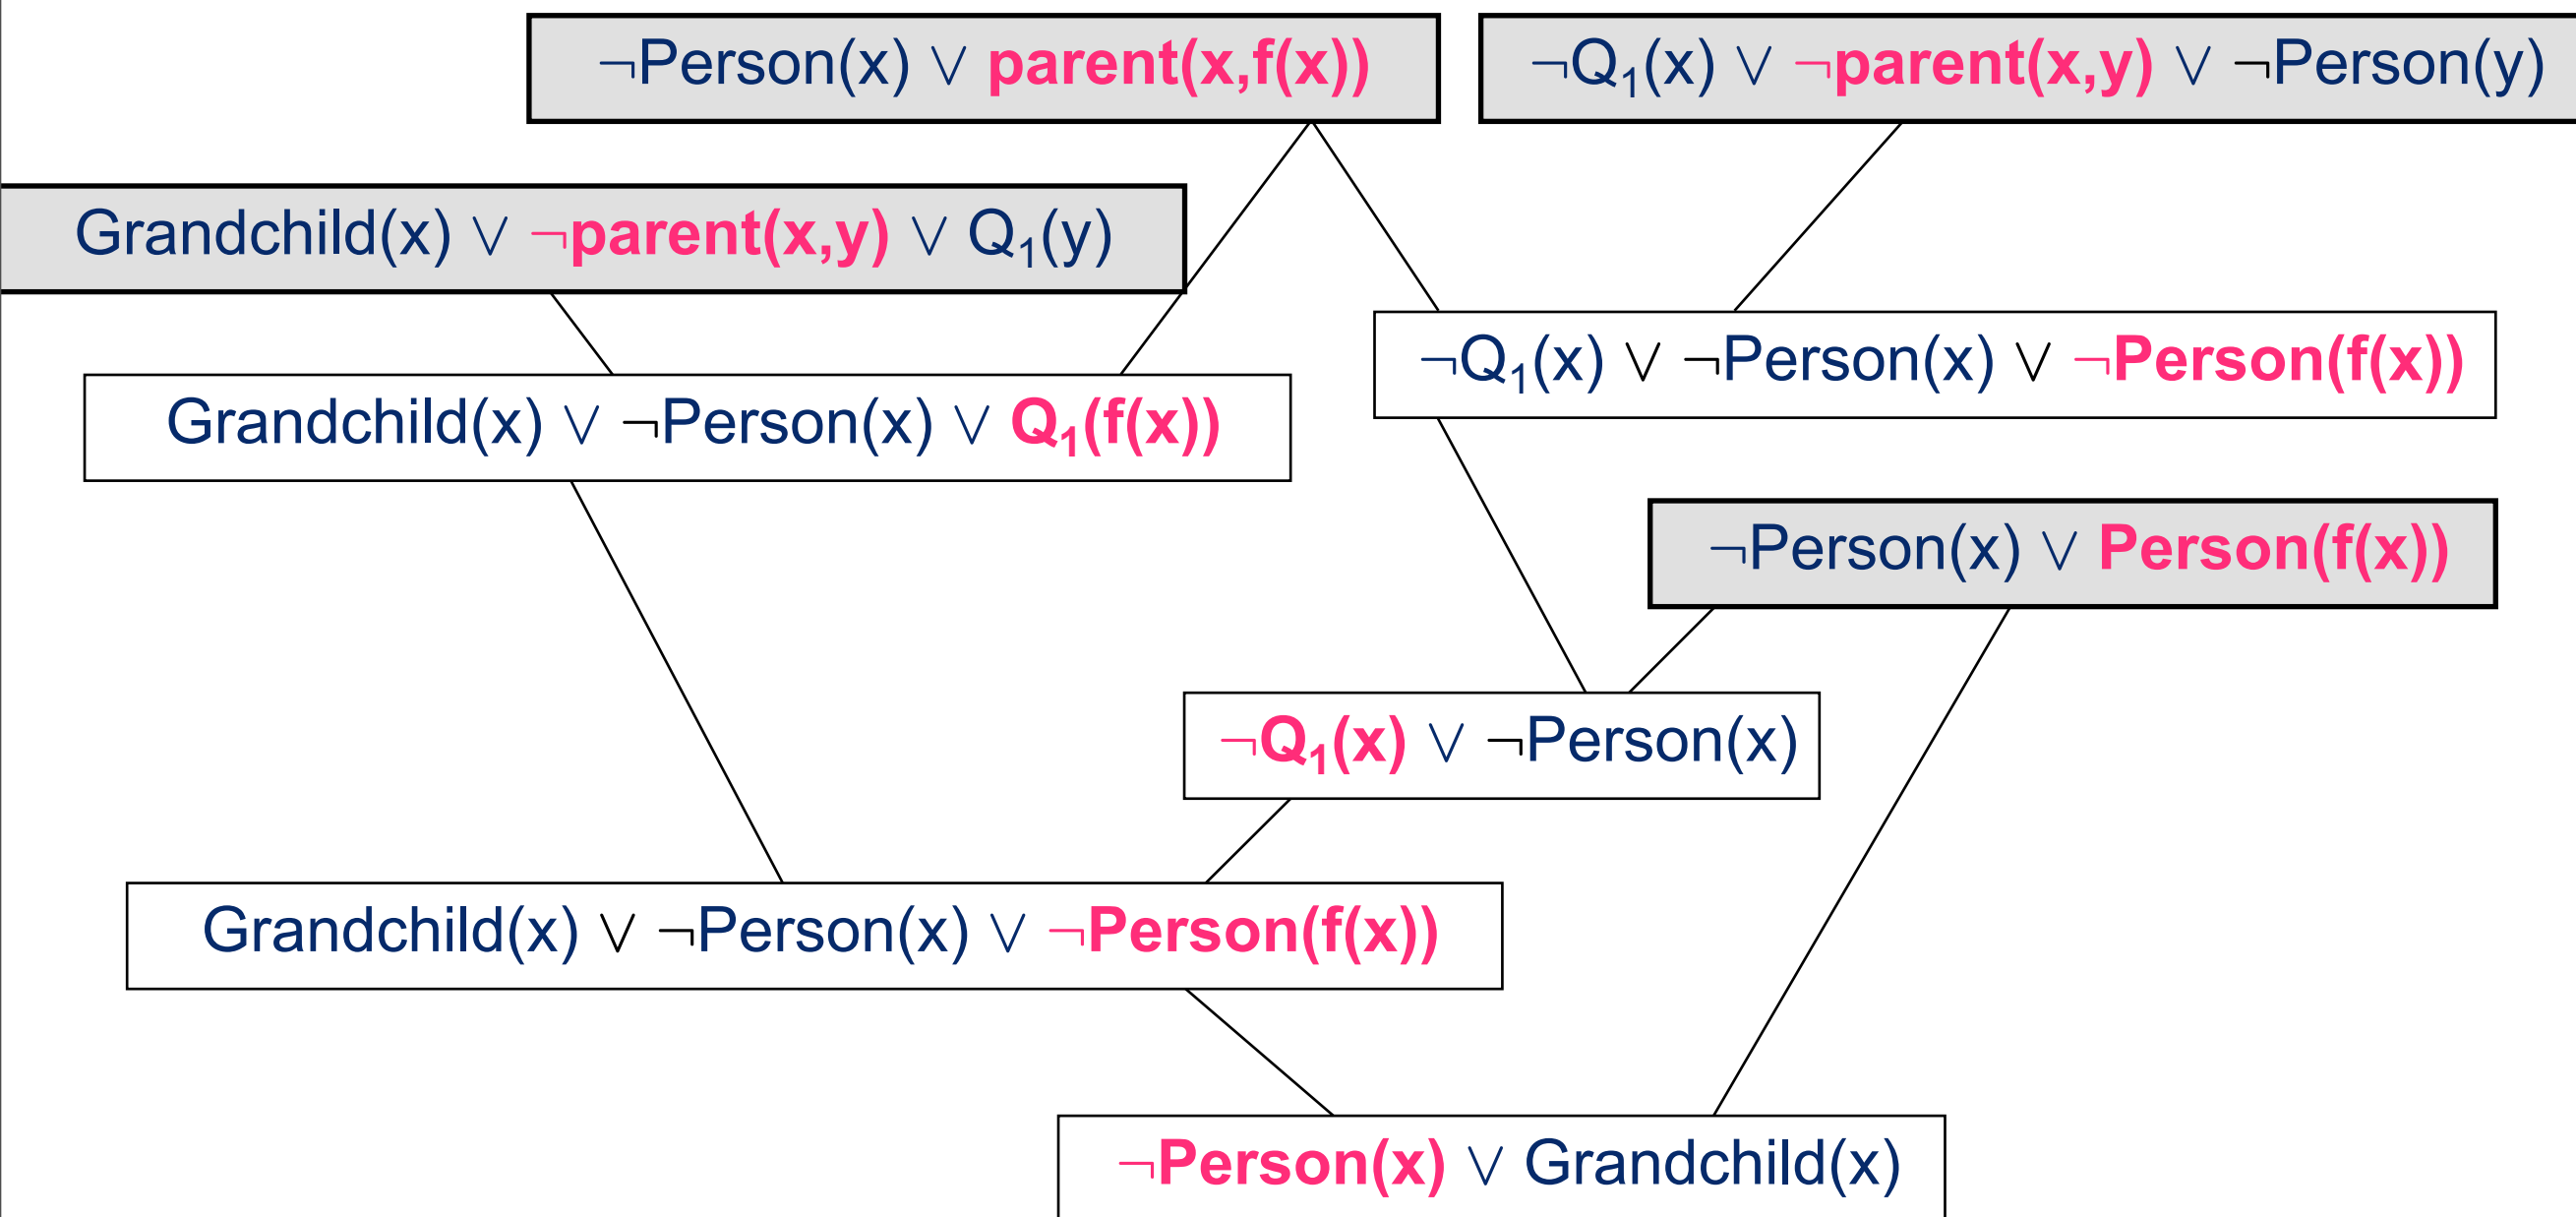 ¬Person(x) ∨ parent(x,f(x))
¬Q₁(x) ∨ ¬parent(x,y) ∨ ¬Person(y)
Grandchild(x) ∨ ¬parent(x,y) ∨ Q₁(y)
¬Q₁(x) ∨ ¬Person(x) ∨ ¬Person(f(x))
Grandchild(x) ∨ ¬Person(x) ∨ Q₁(f(x))
¬Person(x) ∨ Person(f(x))
¬Q₁(x) ∨ ¬Person(x)
Grandchild(x) ∨ ¬Person(x) ∨ ¬Person(f(x))
¬Person(x) ∨ Grandchild(x)